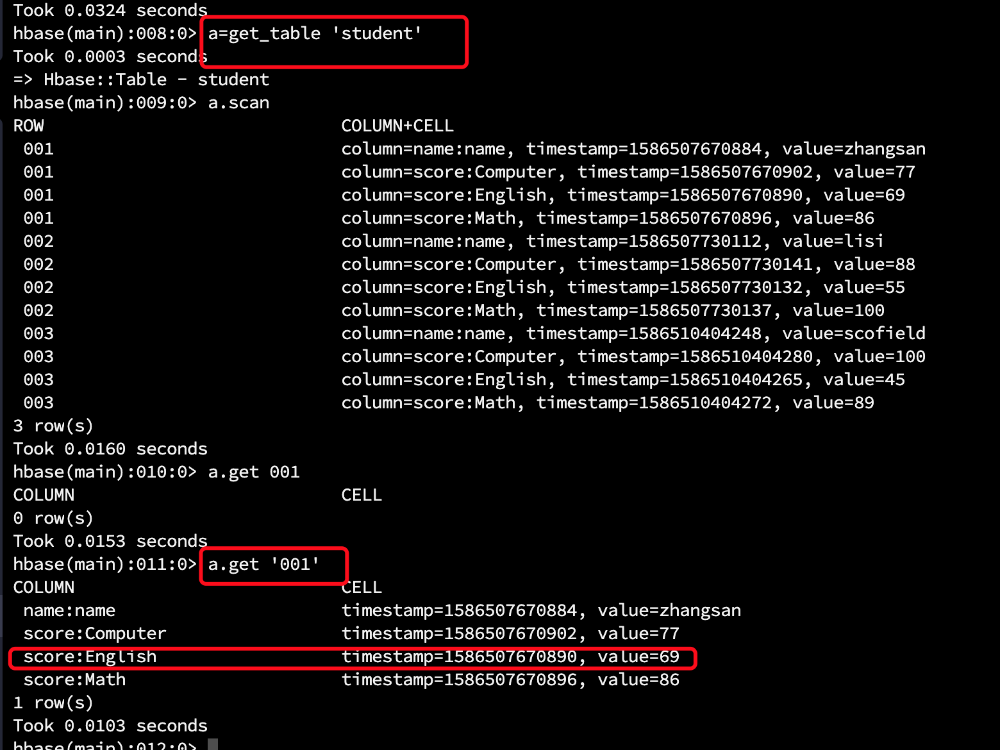 Took 0.0324 seconds
hbase(main):008:0> a=get_table 'student'
Took 0.0003 seconds
=> Hbase::Table - student
hbase(main):009:0> a.scan
ROW COLUMN+CELL
001 column=name:name, timestamp=1586507670884, value=zhangsan
001 column=score:Computer, timestamp=1586507670902, value=77
001 column=score:English, timestamp=1586507670890, value=69
001 column=score:Math, timestamp=1586507670896, value=86
002 column=name:name, timestamp=1586507730112, value=lisi
002 column=score:Computer, timestamp=1586507730141, value=88
002 column=score:English, timestamp=1586507730132, value=55
002 column=score:Math, timestamp=1586507730137, value=100
003 column=name:name, timestamp=1586510404248, value=scofield
003 column=score:Computer, timestamp=1586510404280, value=100
003 column=score:English, timestamp=1586510404265, value=45
003 column=score:Math, timestamp=1586510404272, value=89
3 row(s)
Took 0.0160 seconds
hbase(main):010:0> a.get 001
COLUMN CELL
0 row(s)
Took 0.0153 seconds
hbase(main):011:0> a.get '001'
COLUMN CELL
name:name timestamp=1586507670884, value=zhangsan
score:Computer timestamp=1586507670902, value=77
score:English timestamp=1586507670890, value=69
score:Math timestamp=1586507670896, value=86
1 row(s)
Took 0.0103 seconds
hbase(main):012:0>